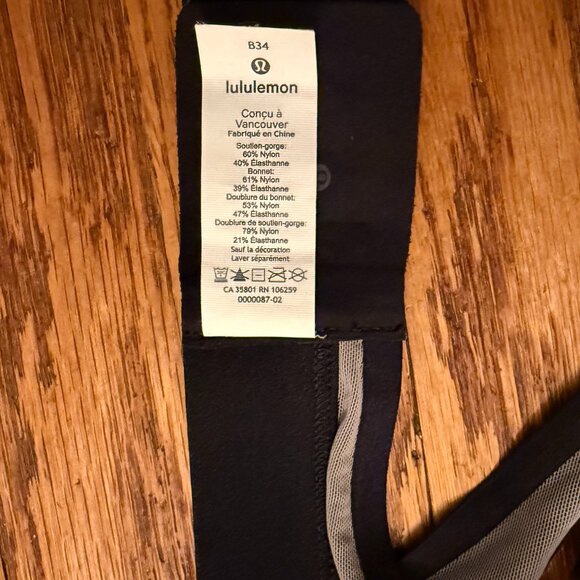 B34
lululemon
Conçu à
Vancouver
Fabriqué en Chine
Soutien-gorge:
60% Nylon
40% Élasthanne
Bonnet:
61% Nylon
39% Élasthanne
Doublure du bonnet:
53% Nylon
47% Élasthanne
Doublure de soutien-gorge:
79% Nylon
21% Élasthanne
Sauf la décoration
Laver séparément
CA 35801 RN 106259
0000087-02